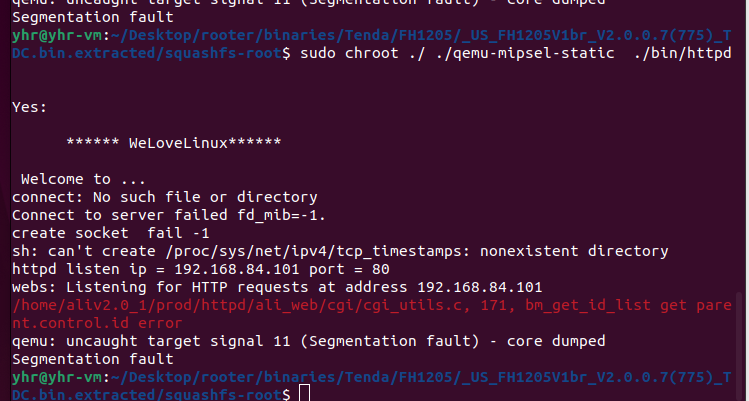 qemu: uncaught target signal 11 (Segmentation fault) - core dumped
Segmentation fault
yhr@yhr-vm:~/Desktop/rooter/binaries/Tenda/FH1205/_US_FH1205V1br_V2.0.0.7(775)_T
DC.bin.extracted/squashfs-root$ sudo chroot ./ ./qemu-mipsel-static  ./bin/httpd
Yes:
****** WeLoveLinux******
Welcome to ...
connect: No such file or directory
Connect to server failed fd_mib=-1.
create socket  fail -1
sh: can't create /proc/sys/net/ipv4/tcp_timestamps: nonexistent directory
httpd listen ip = 192.168.84.101 port = 80
webs: Listening for HTTP requests at address 192.168.84.101
/home/aliv2.0_1/prod/httpd/ali_web/cgi/cgi_utils.c, 171, bm_get_id_list get pare
nt.control.id error
qemu: uncaught target signal 11 (Segmentation fault) - core dumped
Segmentation fault
yhr@yhr-vm:~/Desktop/rooter/binaries/Tenda/FH1205/_US_FH1205V1br_V2.0.0.7(775)_T
DC.bin.extracted/squashfs-root$